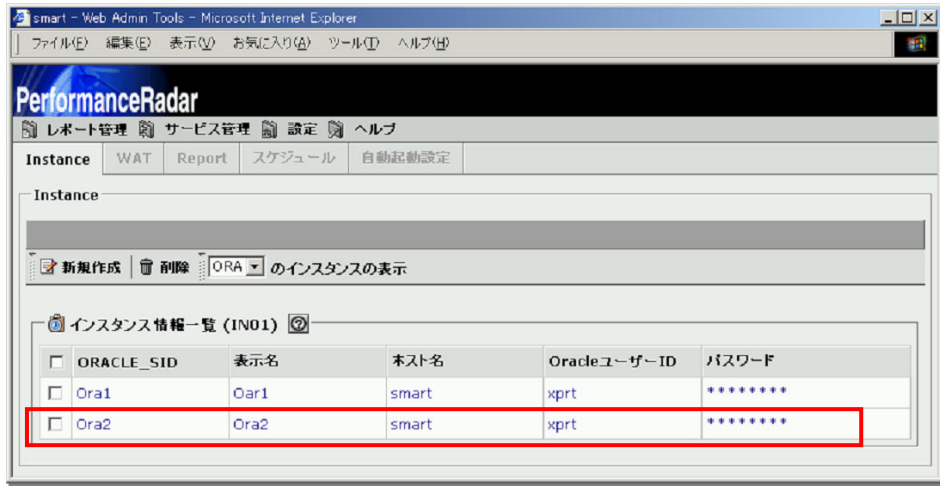 smart - Web Admin Tools - Microsoft Internet Explorer
ファイル(F) 編集(E) 表示(V) お気に入り(A) ツール(T) ヘルプ(H)
PerformanceRadar
レポート管理 サービス管理 設定 ヘルプ
Instance WAT Report スケジュール 自動起動設定
Instance
新規作成 削除 ORA のインスタンスの表示
インスタンス情報一覧 (IN01)
ORACLE_SID 表示名 ホスト名 OracleユーザーID パスワード
Ora1 Oar1 smart xprt ********
Ora2 Ora2 smart xprt ********